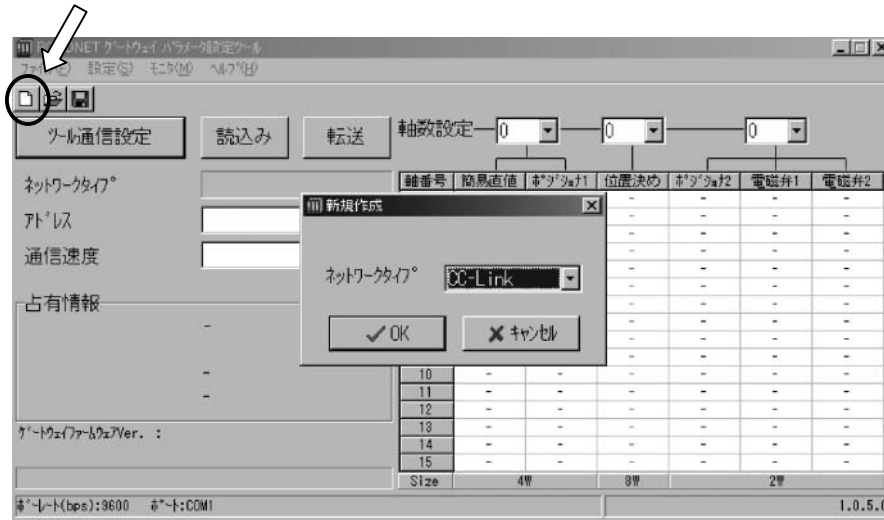 NET ｹﾞｰﾄｳｪｲ ﾊﾟﾗﾒｰﾀ設定ﾂｰﾙ
設定(S) ﾓﾆﾀ(M) ﾍﾙﾌﾟ(H)
ﾂｰﾙ通信設定 読込み 転送 軸数設定 0 0 0
ﾈｯﾄﾜｰｸﾀｲﾌﾟ
ｱﾄﾞﾚｽ
通信速度
占有情報
-
-
-
ｹﾞｰﾄｳｪｲﾌｧｰﾑｳｪｱVer. :
軸番号 簡易直値 ﾎﾟｼﾞｼｮﾅ1 位置決め ﾎﾟｼﾞｼｮﾅ2 電磁弁1 電磁弁2
- - - -
- - - -
- - - -
- - - -
- - - -
- - - -
- - - -
- - - -
- - - -
- - - -
10 - - - - - -
11 - - - - - -
12 - - - - - -
13 - - - - - -
14 - - - - - -
15 - - - - - -
Size 4W 8W 2W
新規作成
ﾈｯﾄﾜｰｸﾀｲﾌﾟ CC-Link
OK ｷｬﾝｾﾙ
ﾎﾞｰﾚｰﾄ(bps):9600 ﾎﾟｰﾄ:COM1 1.0.5.